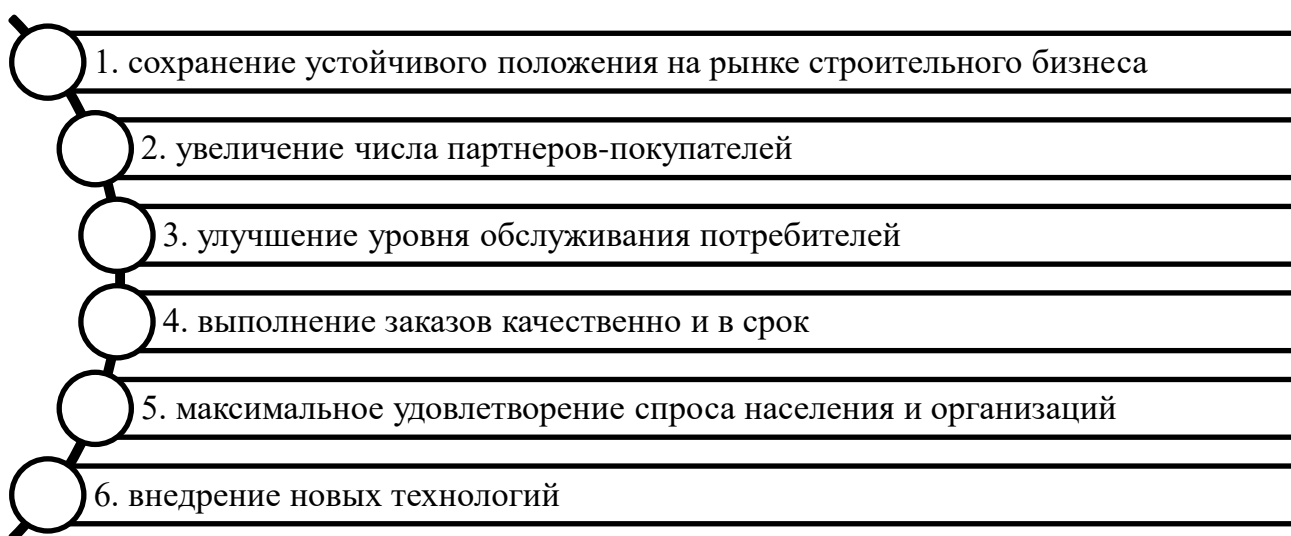 1. сохранение устойчивого положения на рынке строительного бизнеса
2. увеличение числа партнеров-покупателей
3. улучшение уровня обслуживания потребителей
4. выполнение заказов качественно и в срок
5. максимальное удовлетворение спроса населения и организаций
6. внедрение новых технологий